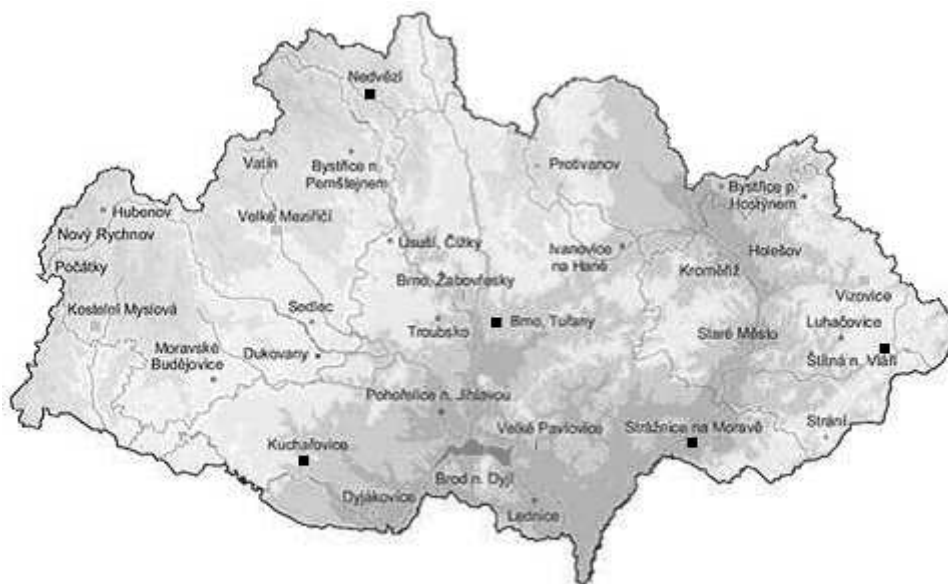 Nedvězí
Vatín
Bystřice n.
Pernštejnem
Protivanov
Bystřice p.
Hostýnem
Hubenov
Velké Meziříčí
Nový Rychnov
Usuší, Čížky
Ivanovice
na Hané
Holešov
Počátky
Kroměříž
Brno, Žabovřesky
Vizovice
Kostelní Myslová
Sedlec
Troubsko
Brno, Tuřany
Staré Město
Luhačovice
Moravské
Budějovice
Dukovany
Štítná n. Vláří
Pohořelice n. Jihlavou
Velké Pavlovice
Strážnice na Moravě
Strání
Kuchařovice
Brod n. Dyjí
Dyjákovice
Lednice